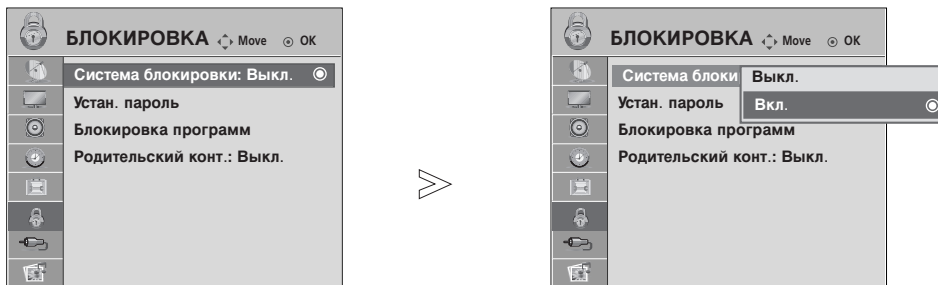 БЛОКИРОВКА Move OK
Система блокировки: Выкл.
Устан. пароль
Блокировка программ
Родительский конт.: Выкл.
БЛОКИРОВКА Move OK
Система блоки Выкл.
Устан. пароль Вкл.
Блокировка программ
Родительский конт.: Выкл.